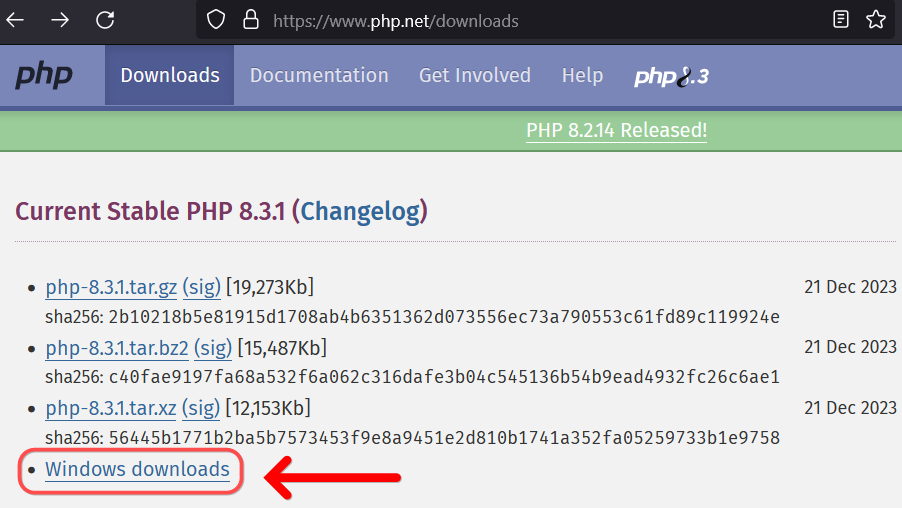 https://www.php.net/downloads
php Downloads Documentation Get Involved Help php8.3
PHP 8.2.14 Released!
Current Stable PHP 8.3.1 (Changelog)
php-8.3.1.tar.gz (sig) [19,273Kb] 21 Dec 2023
sha256: 2b10218b5e81915d1708ab4b6351362d073556ec73a790553c61fd89c119924e
php-8.3.1.tar.bz2 (sig) [15,487Kb] 21 Dec 2023
sha256: c40fae9197fa68a532f6a062c316dafe3b04c545136b54b9ead4932fc26c6ae1
php-8.3.1.tar.xz (sig) [12,153Kb] 21 Dec 2023
sha256: 56445b1771b2ba5b7573453f9e8a9451e2d810b1741a352fa05259733b1e9758
Windows downloads